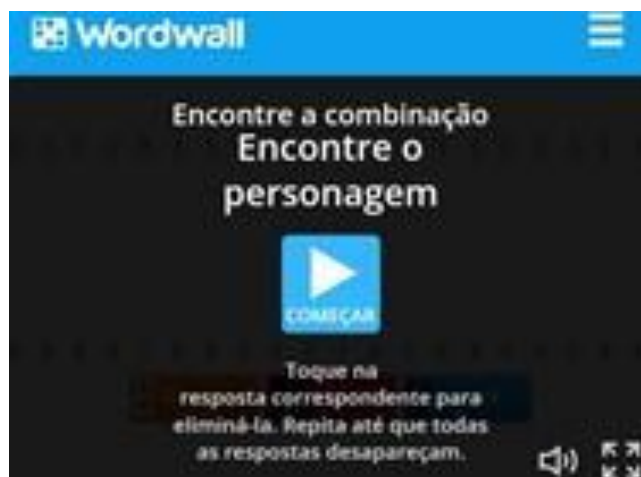 Wordwall
Encontre a combinação
Encontre o
personagem
COMEÇAR
Toque na
resposta correspondente para
eliminá-la. Repita até que todas
as respostas desapareçam.